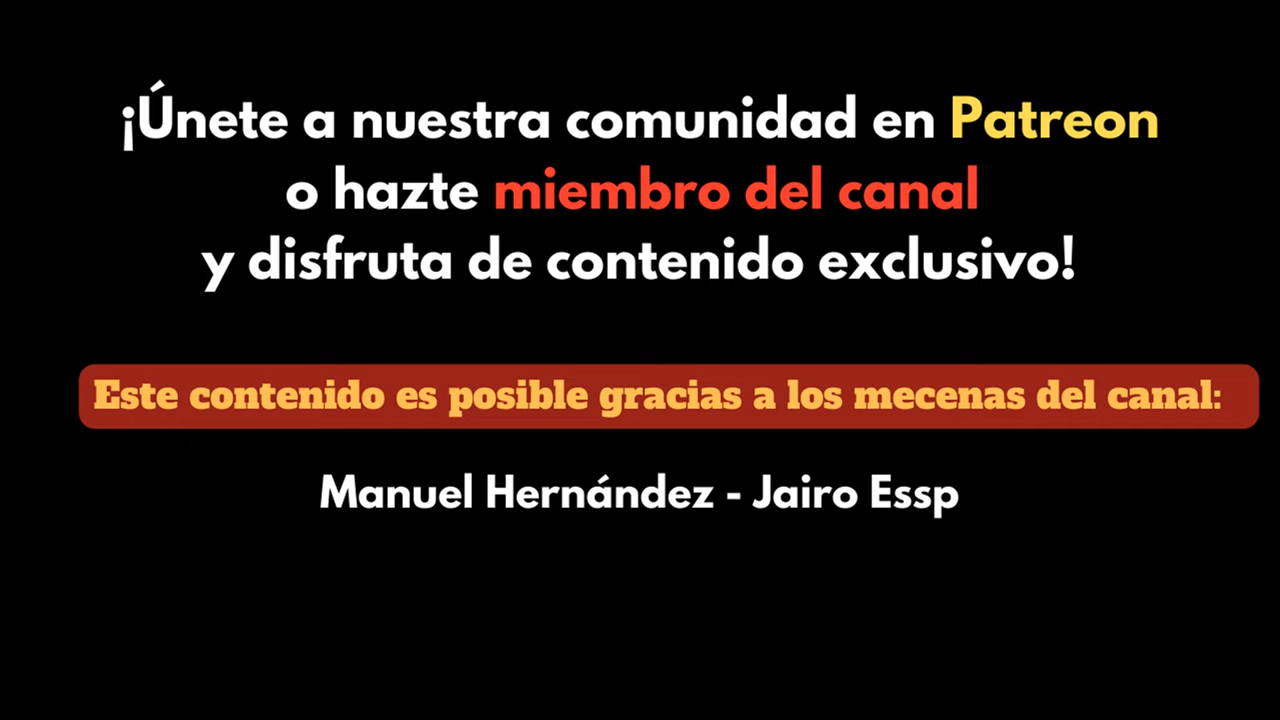 ¡Únete a nuestra comunidad en Patreon
o hazte miembro del canal
y disfruta de contenido exclusivo!
Este contenido es posible gracias a los mecenas del canal:
Manuel Hernández - Jairo Essp